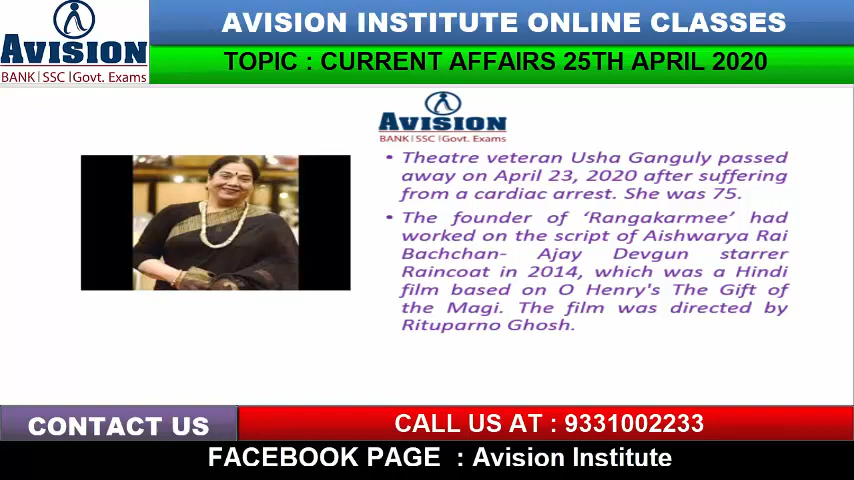 AVISION INSTITUTE ONLINE CLASSES
AVISION
BANK|SSC|Govt. Exams
TOPIC : CURRENT AFFAIRS 25TH APRIL 2020
AVISION
BANK|SSC|Govt. Exams
• Theatre veteran Usha Ganguly passed
away on April 23, 2020 after suffering
from a cardiac arrest. She was 75.
• The founder of ‘Rangakarmee’ had
worked on the script of Aishwarya Rai
Bachchan- Ajay Devgun starrer
Raincoat in 2014, which was a Hindi
film based on O Henry's The Gift of
the Magi. The film was directed by
Rituparno Ghosh.
CONTACT US
CALL US AT : 9331002233
FACEBOOK PAGE : Avision Institute